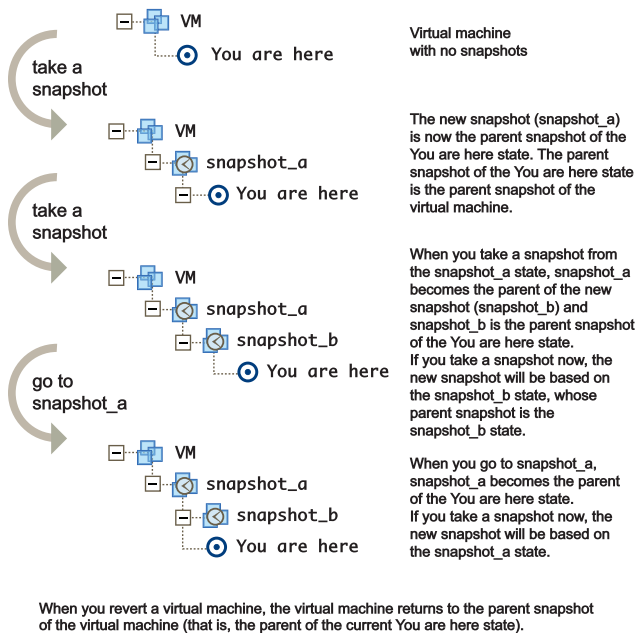 VM
You are here
Virtual machine
with no snapshots
take a
snapshot
VM
snapshot_a
You are here
The new snapshot (snapshot_a)
is now the parent snapshot of the
You are here state. The parent
snapshot of the You are here state
is the parent snapshot of the
virtual machine.
take a
snapshot
VM
snapshot_a
snapshot_b
You are here
When you take a snapshot from
the snapshot_a state, snapshot_a
becomes the parent of the new
snapshot (snapshot_b) and
snapshot_b is the parent snapshot
of the You are here state.
If you take a snapshot now, the
new snapshot will be based on
the snapshot_b state, whose
parent snapshot is the
snapshot_b state.
go to
snapshot_a
VM
snapshot_a
snapshot_b
You are here
When you go to snapshot_a,
snapshot_a becomes the parent
of the You are here state.
If you take a snapshot now, the
new snapshot will be based on
the snapshot_a state.
When you revert a virtual machine, the virtual machine returns to the parent snapshot
of the virtual machine (that is, the parent of the current You are here state).